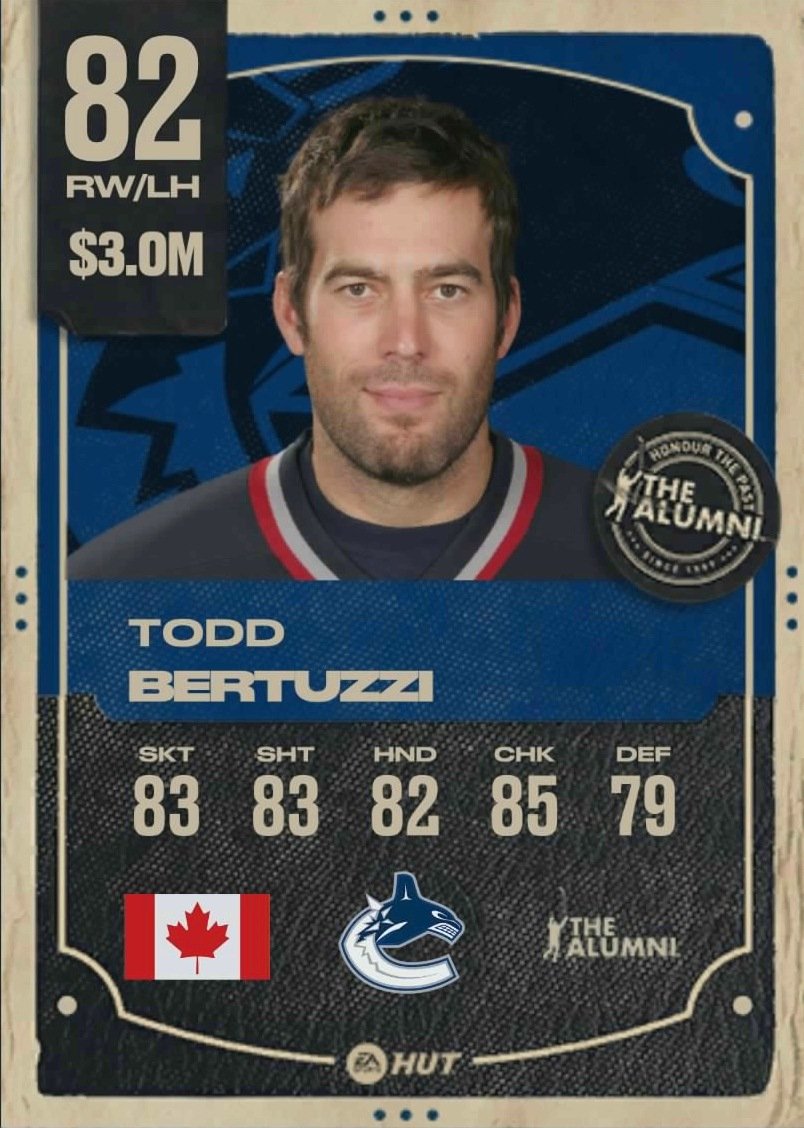 82
RW/LH
$3.0M
HONOUR THE PAST
THE
ALUMNI
TODD
BERTUZZI
SKT SHT HND CHK DEF
83 83 82 85 79
THE
ALUMNI
EA
HUT